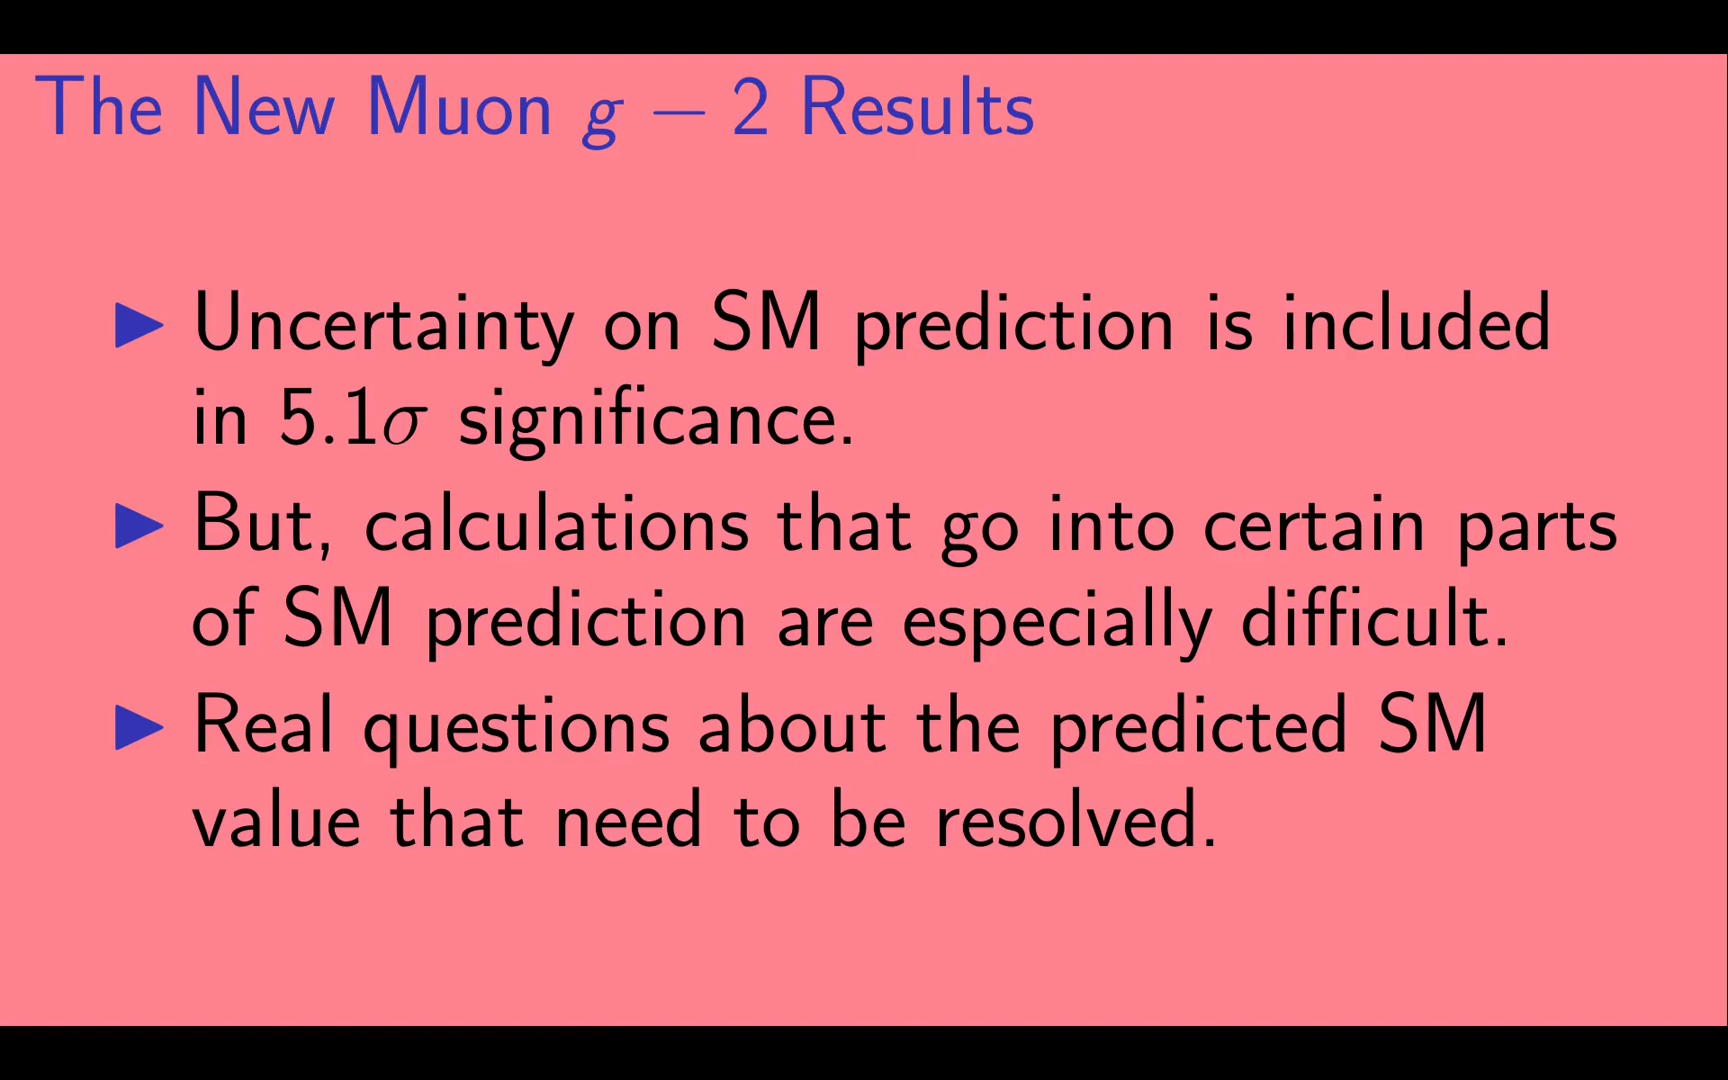 The New Muon g − 2 Results
▶ Uncertainty on SM prediction is included
in 5.1σ significance.
▶ But, calculations that go into certain parts
of SM prediction are especially difficult.
▶ Real questions about the predicted SM
value that need to be resolved.